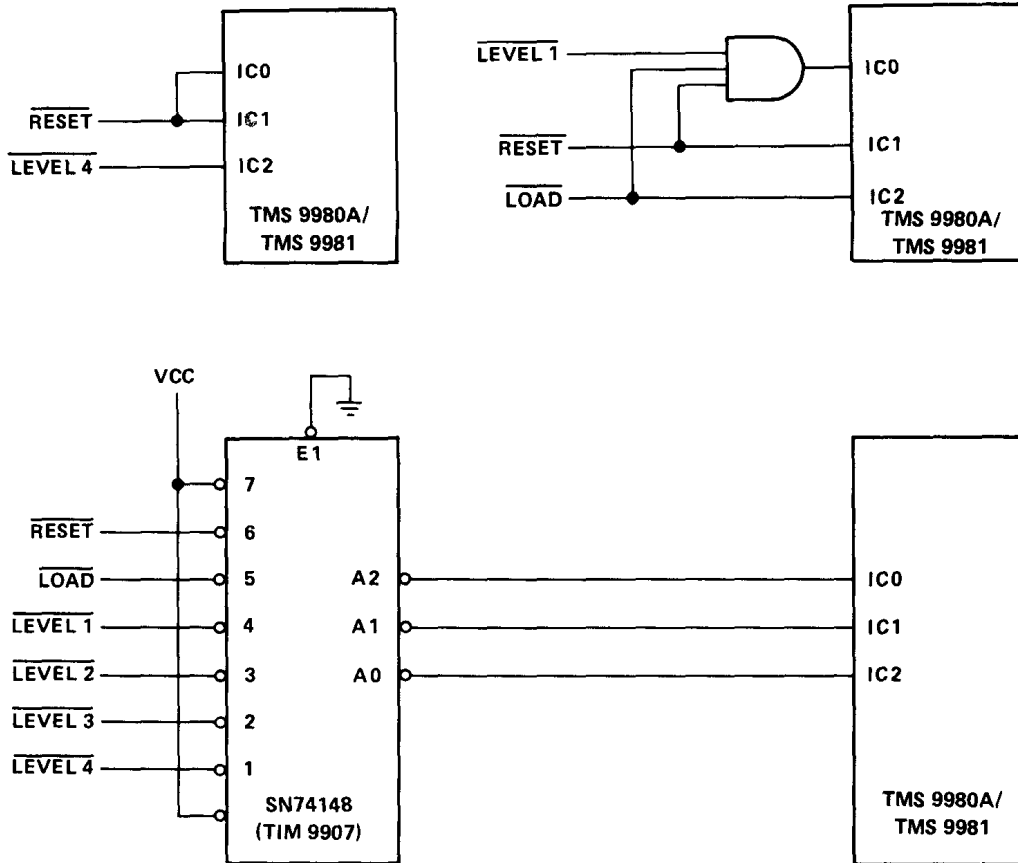 IC0
RESET
IC1
LEVEL 4
IC2
TMS 9980A/
TMS 9981
LEVEL 1
IC0
RESET
IC1
LOAD
IC2
TMS 9980A/
TMS 9981
VCC
E1
7
RESET
6
LOAD
5
A2
IC0
LEVEL 1
4
A1
IC1
LEVEL 2
3
A0
IC2
LEVEL 3
2
LEVEL 4
1
SN74148
(TIM 9907)
TMS 9980A/
TMS 9981